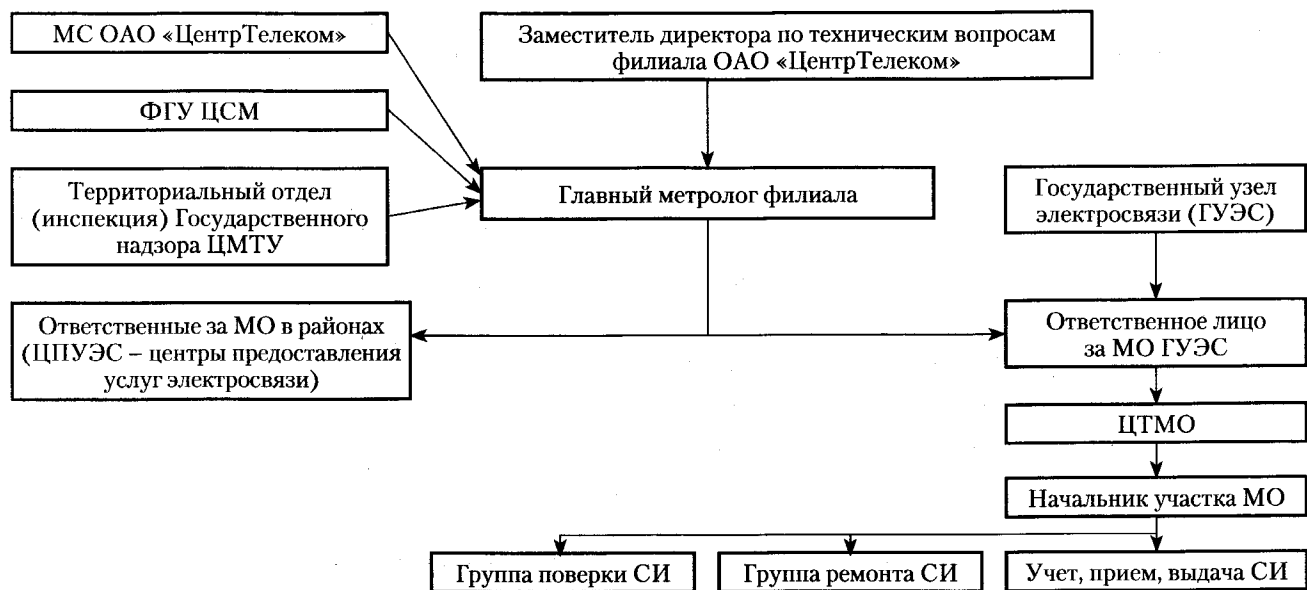 МС ОАО «ЦентрТелеком»
Заместитель директора по техническим вопросам
филиала ОАО «ЦентрТелеком»
ФГУ ЦСМ
Территориальный отдел
(инспекция) Государственного
надзора ЦМТУ
Главный метролог филиала
Государственный узел
электросвязи (ГУЭС)
Ответственные за МО в районах
(ЦПУЭС – центры предоставления
услуг электросвязи)
Ответственное лицо
за МО ГУЭС
ЦТМО
Начальник участка МО
Группа поверки СИ
Группа ремонта СИ
Учет, прием, выдача СИ